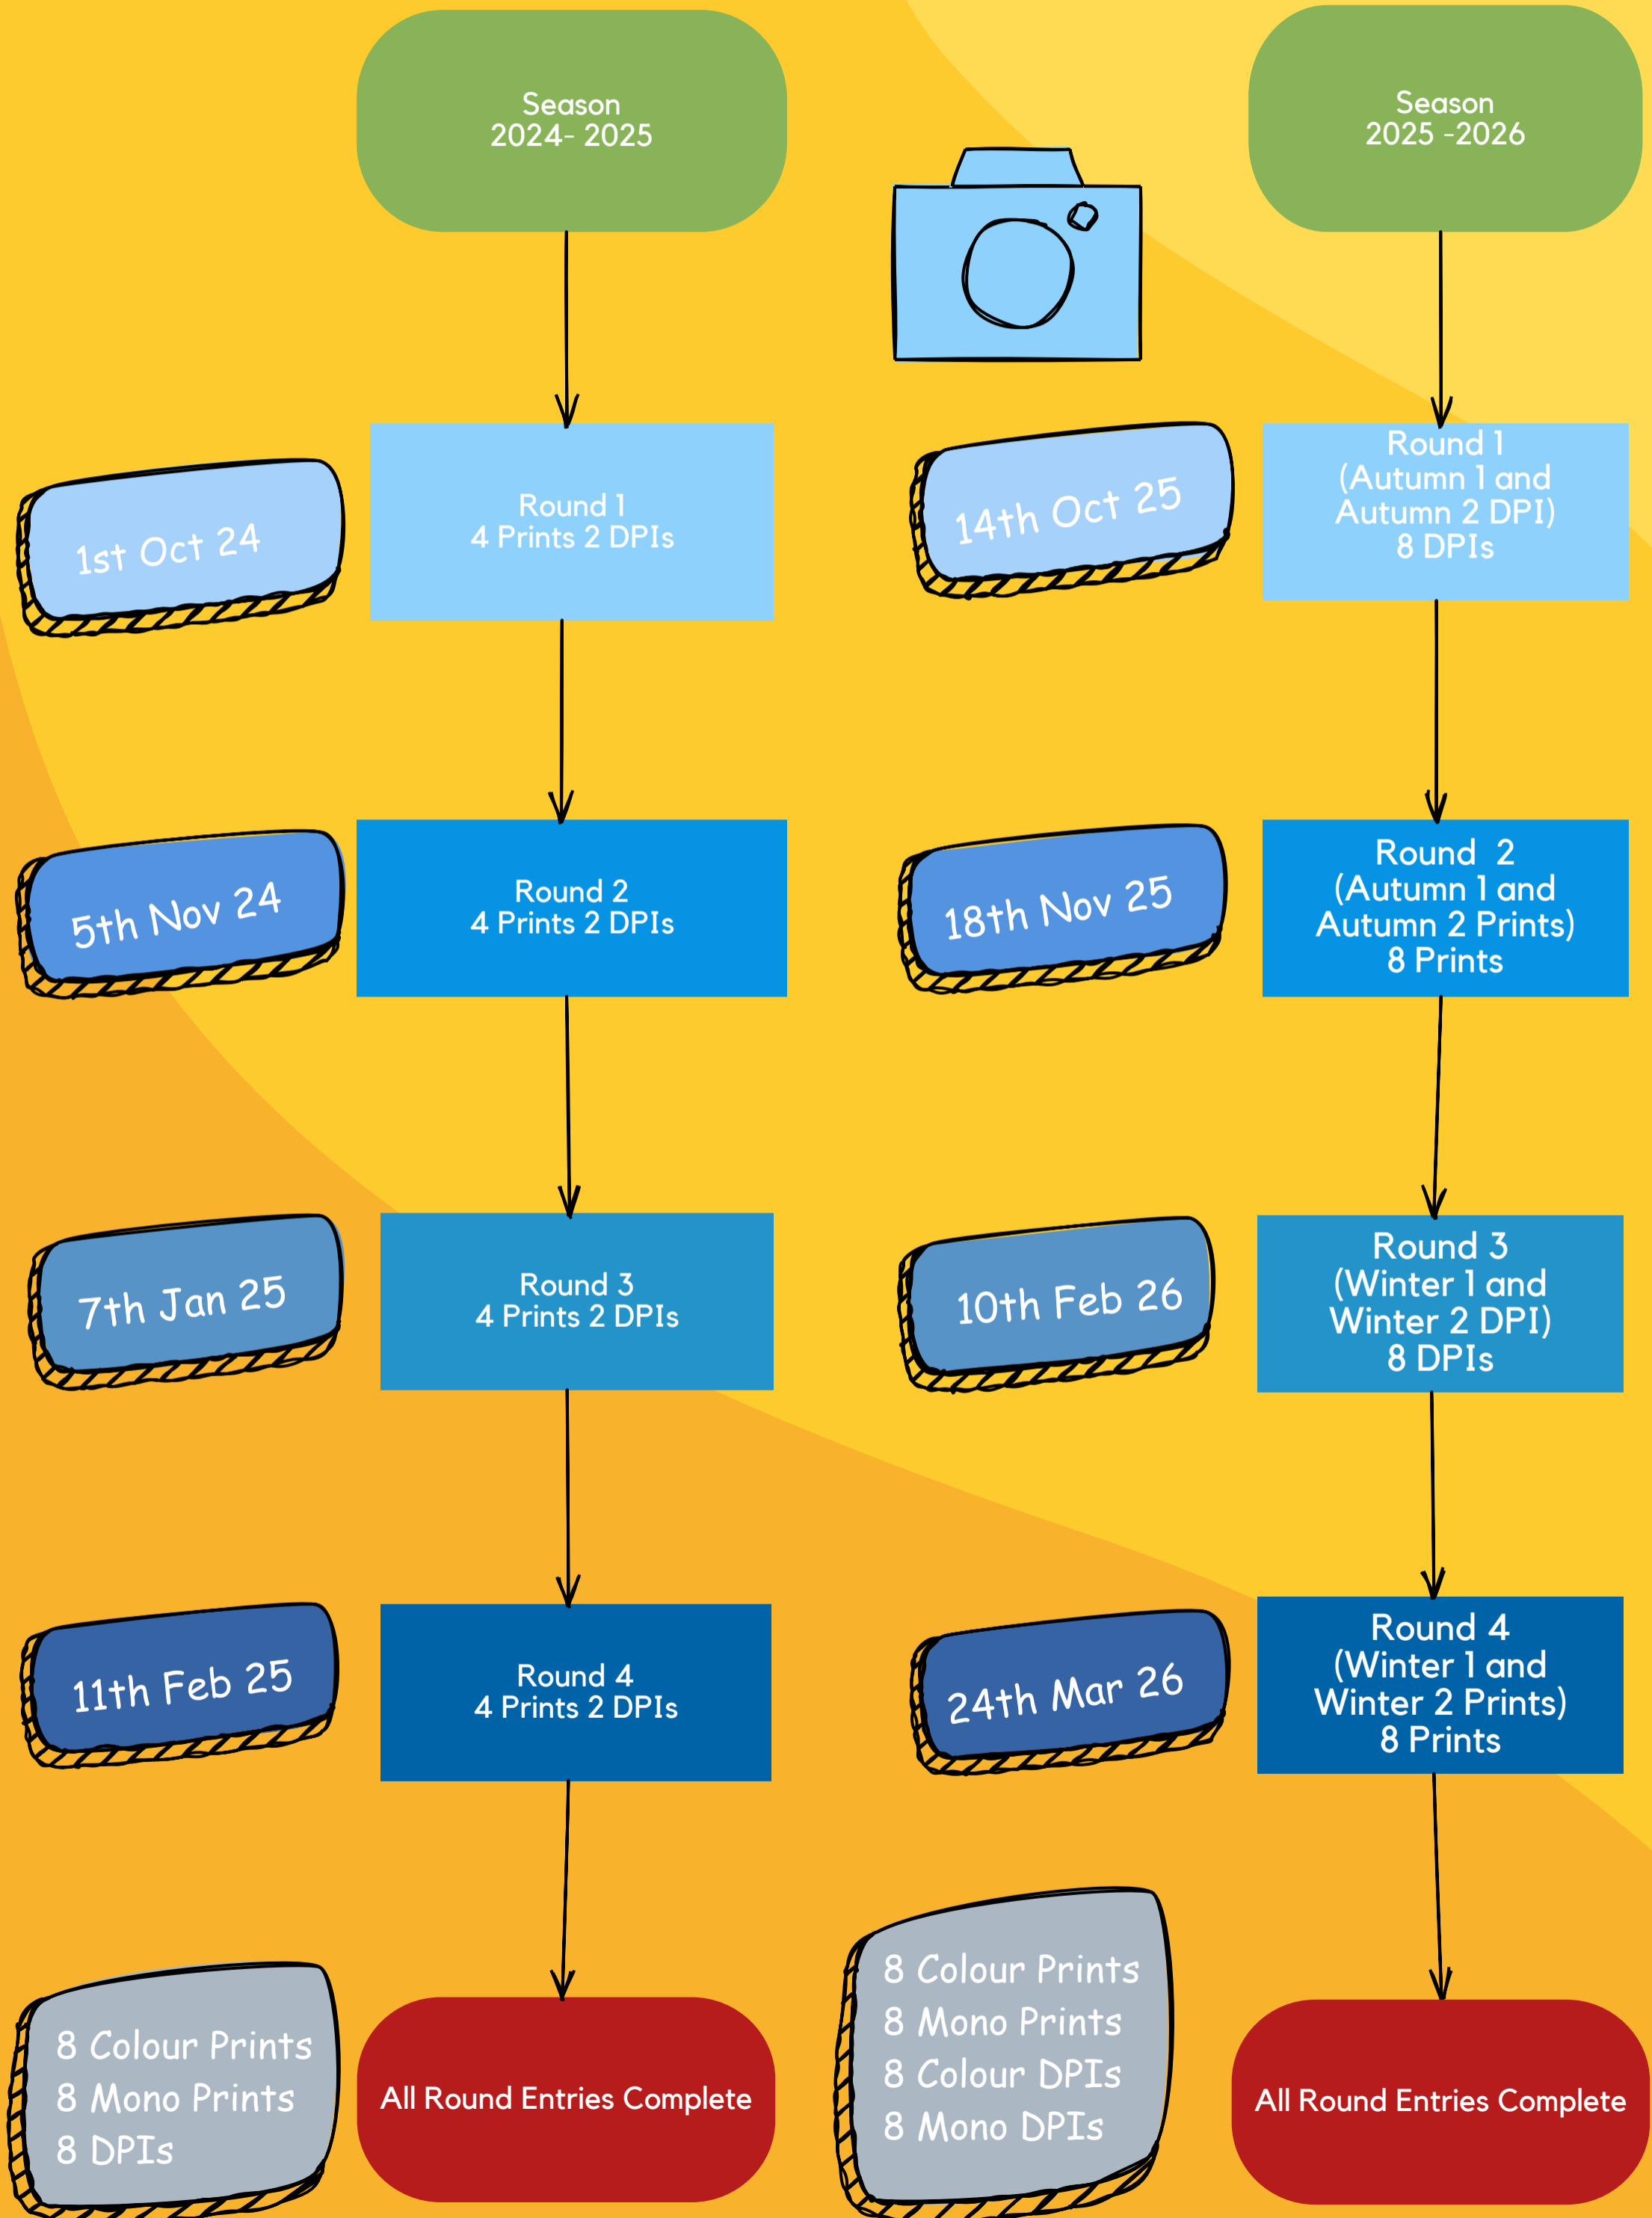 Season
2024- 2025
1st Oct 24
Round 1
4 Prints 2 DPIs
5th Nov 24
Round 2
4 Prints 2 DPIs
7th Jan 25
Round 3
4 Prints 2 DPIs
11th Feb 25
Round 4
4 Prints 2 DPIs
8 Colour Prints
8 Mono Prints
8 DPIs
All Round Entries Complete
Season
2025 -2026
14th Oct 25
Round 1
(Autumn 1 and
Autumn 2 DPI)
8 DPIs
18th Nov 25
Round 2
(Autumn 1 and
Autumn 2 Prints)
8 Prints
10th Feb 26
Round 3
(Winter 1 and
Winter 2 DPI)
8 DPIs
24th Mar 26
Round 4
(Winter 1 and
Winter 2 Prints)
8 Prints
8 Colour Prints
8 Mono Prints
8 Colour DPIs
8 Mono DPIs
All Round Entries Complete